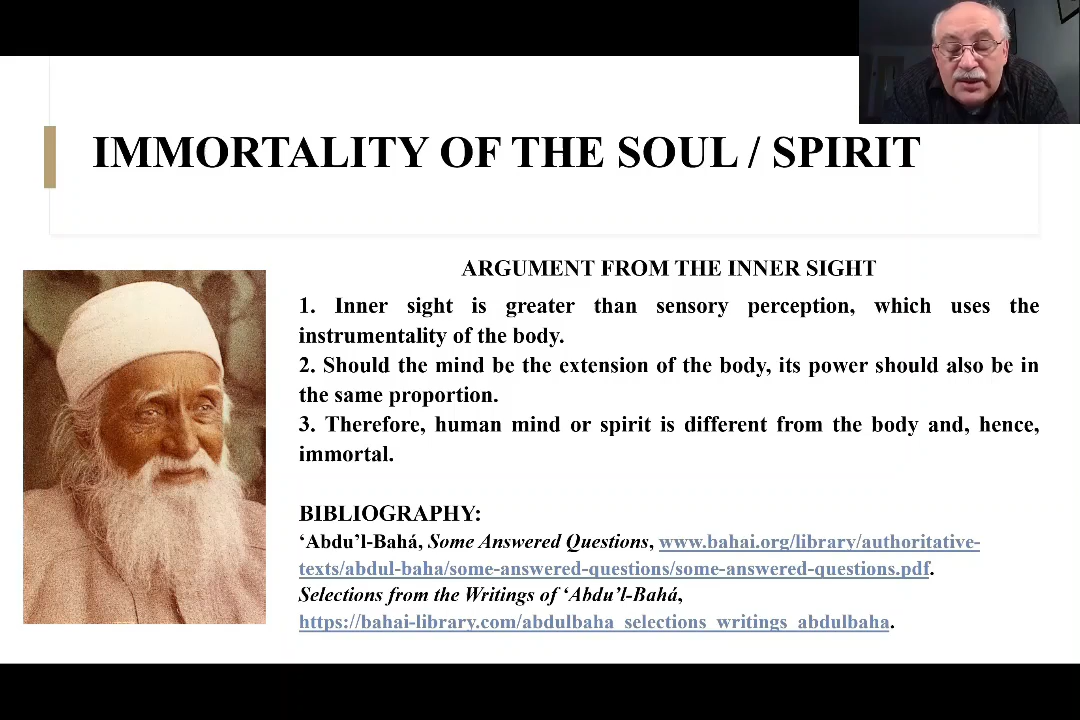 IMMORTALITY OF THE SOUL / SPIRIT
ARGUMENT FROM THE INNER SIGHT
1. Inner sight is greater than sensory perception, which uses the
instrumentality of the body.
2. Should the mind be the extension of the body, its power should also be in
the same proportion.
3. Therefore, human mind or spirit is different from the body and, hence,
immortal.
BIBLIOGRAPHY:
‘Abdu’l-Bahá, Some Answered Questions, www.bahai.org/library/authoritative-
texts/abdul-baha/some-answered-questions/some-answered-questions.pdf.
Selections from the Writings of ‘Abdu’l-Bahá,
https://bahai-library.com/abdulbaha_selections_writings_abdulbaha.